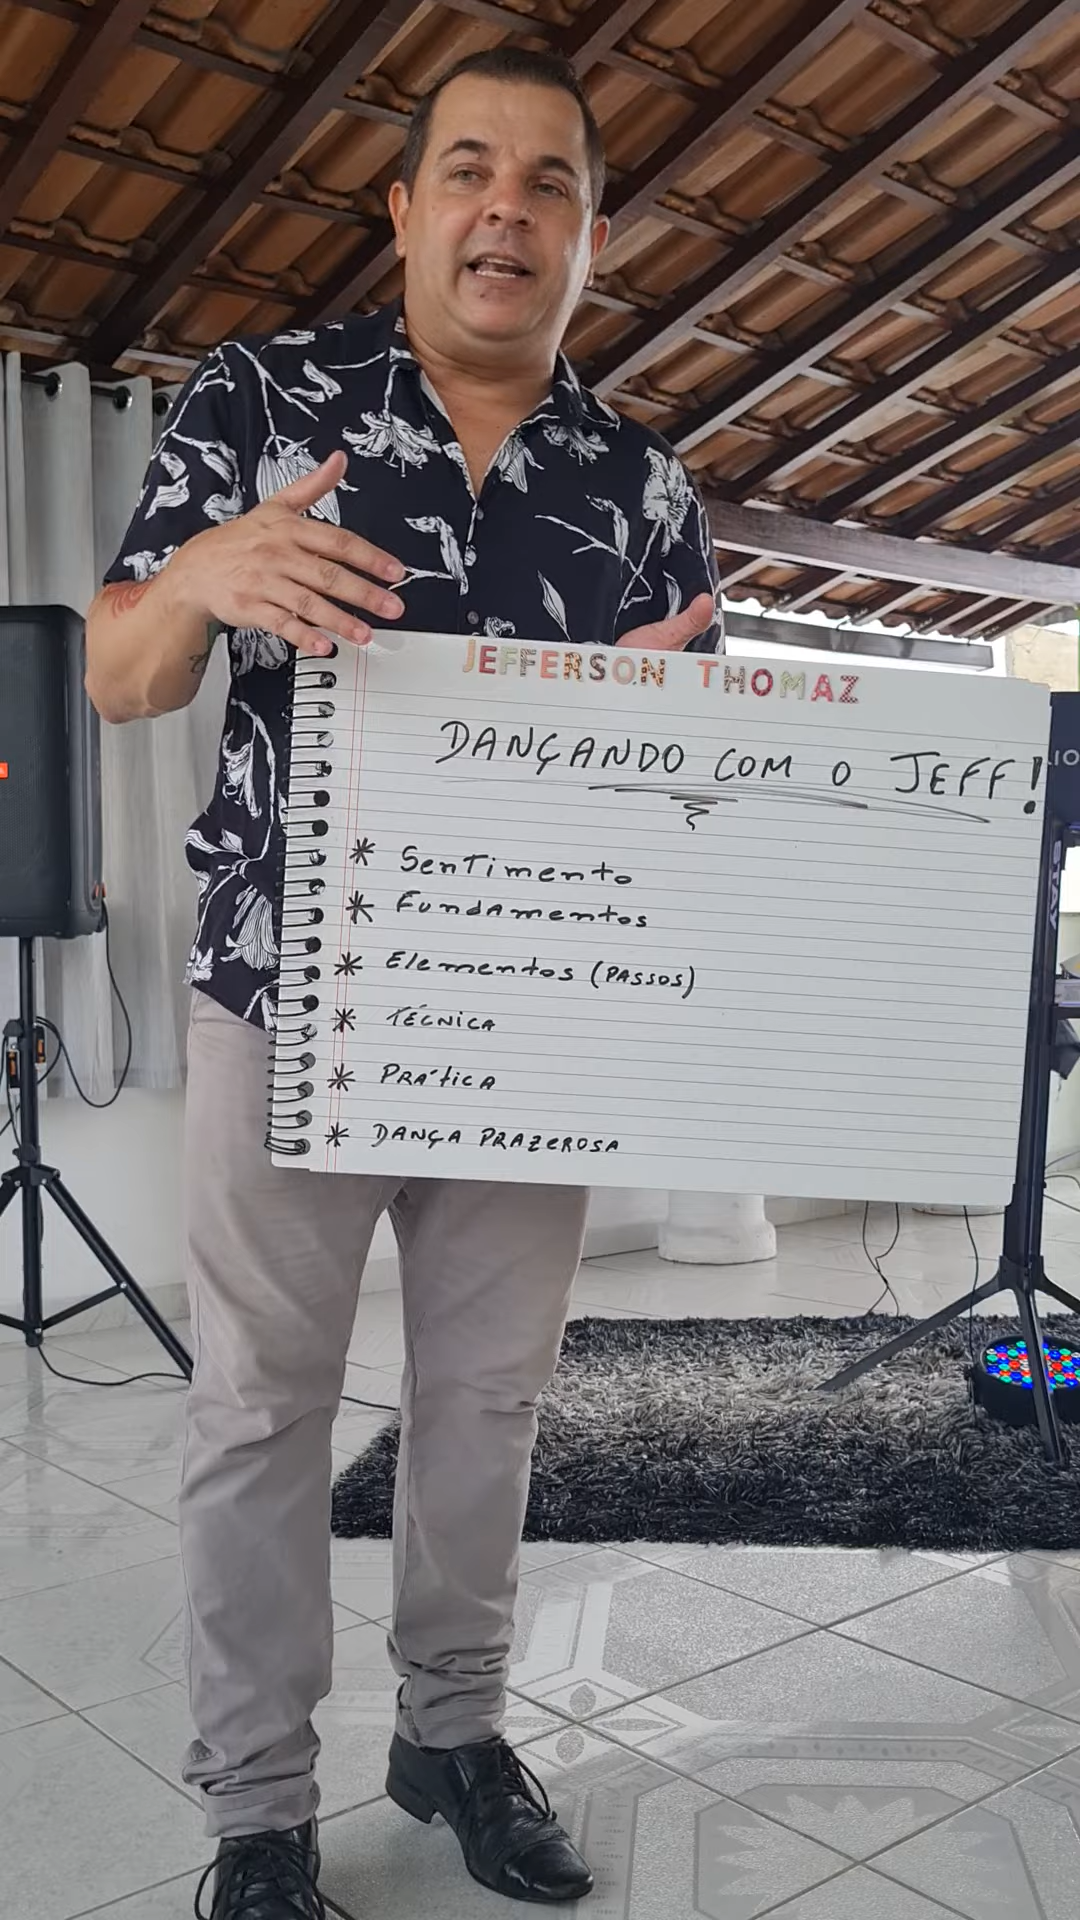 JEFFERSON THOMAZ
DANÇANDO COM O JEFF!
* Sentimento
* Fundamentos
* Elementos (PASSOS)
* TÉCNICA
* PRÁTICA
* DANÇA PRAZEROSA